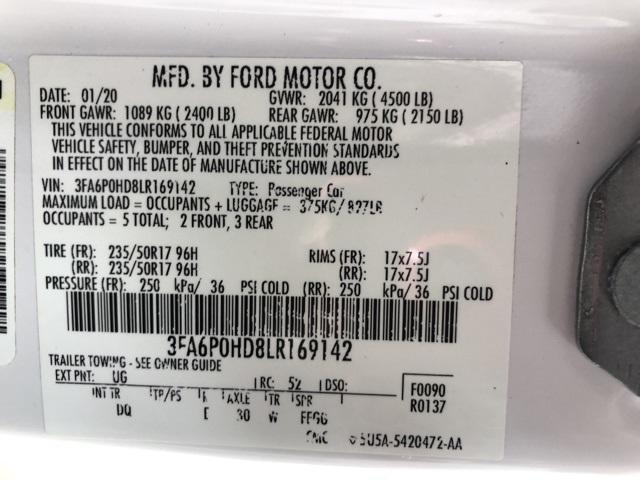 MFD. BY FORD MOTOR CO.
DATE: 01/20 GVWR: 2041 KG (4500 LB)
FRONT GAWR: 1089 KG (2400 LB) REAR GAWR: 975 KG (2150 LB)
THIS VEHICLE CONFORMS TO ALL APPLICABLE FEDERAL MOTOR
VEHICLE SAFETY, BUMPER, AND THEFT PREVENTION STANDARDS
IN EFFECT ON THE DATE OF MANUFACTURE SHOWN ABOVE.
VIN: 3FA6P0HD8LR169142 TYPE: Passenger Car
MAXIMUM LOAD = OCCUPANTS + LUGGAGE = 375KG/ 827LB
OCCUPANTS = 5 TOTAL; 2 FRONT, 3 REAR
TIRE (FR): 235/50R17 96H RIMS (FR): 17x7.5J
(RR): 235/50R17 96H (RR): 17x7.5J
PRESSURE (FR): 250 kPa/ 36 PSI COLD (RR): 250 kPa/ 36 PSI COLD
3FA6P0HD8LR169142
TRAILER TOWING - SEE OWNER GUIDE
EXT PNT: UG RC: 52 DSO: F0090
INT TR TP/PS R AXLE TR SPR R0137
DQ 30 W FFGG
5U5A-5420472-AA